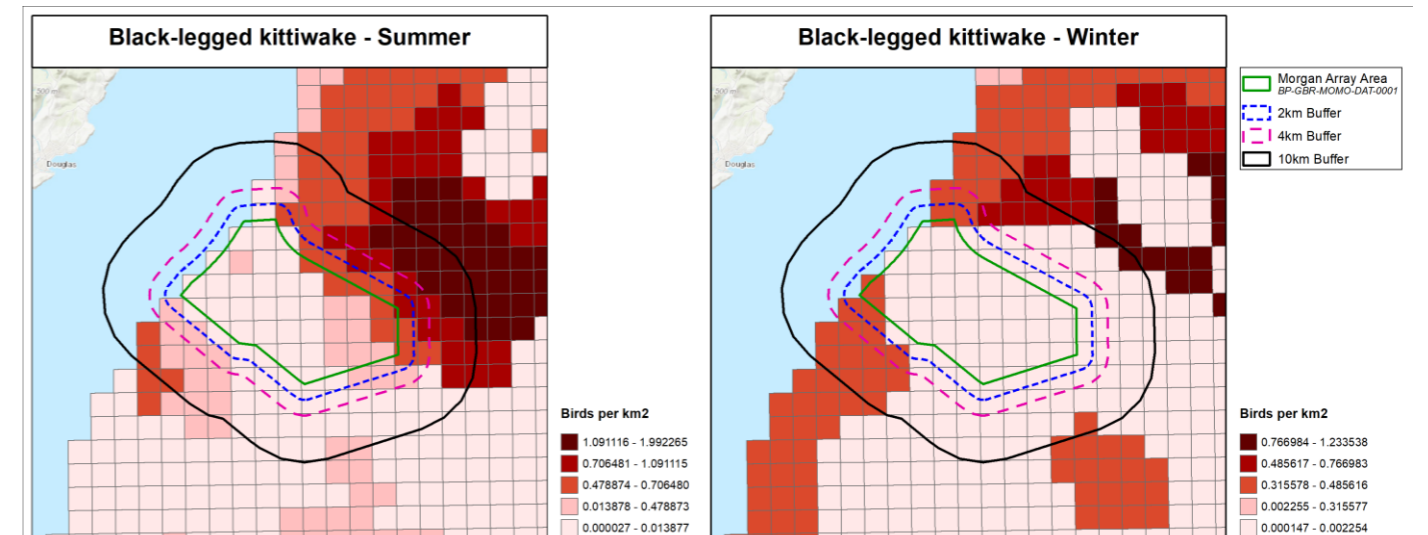 Black-legged kittiwake - Summer
Douglas
Birds per km2
1.091116 - 1.992265
0.706481 - 1.091115
0.478874 - 0.706480
0.013878 - 0.478873
0.000027 - 0.013877
Black-legged kittiwake - Winter
Douglas
Birds per km2
0.766984 - 1.233538
0.485617 - 0.766983
0.315578 - 0.485616
0.002255 - 0.315577
0.000147 - 0.002254
Morgan Array Area
BP-GBR-MOMO-DAT-0001
2km Buffer
4km Buffer
10km Buffer